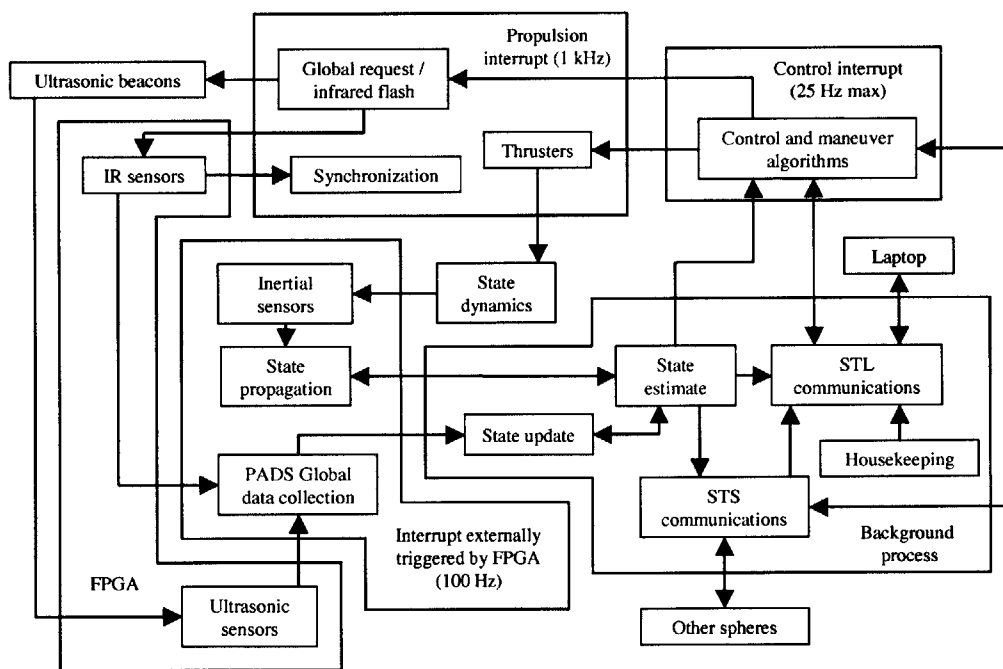 Propulsion
interrupt (1 kHz)
Global request /
infrared flash
Ultrasonic beacons
Control interrupt
(25 Hz max)
Control and maneuver
algorithms
Thrusters
IR sensors
Synchronization
Laptop
Inertial
sensors
State
dynamics
State
propagation
State
estimate
STL
communications
State update
Housekeeping
PADS Global
data collection
STS
communications
Interrupt externally
triggered by FPGA
(100 Hz)
Background
process
FPGA
Ultrasonic
sensors
Other spheres